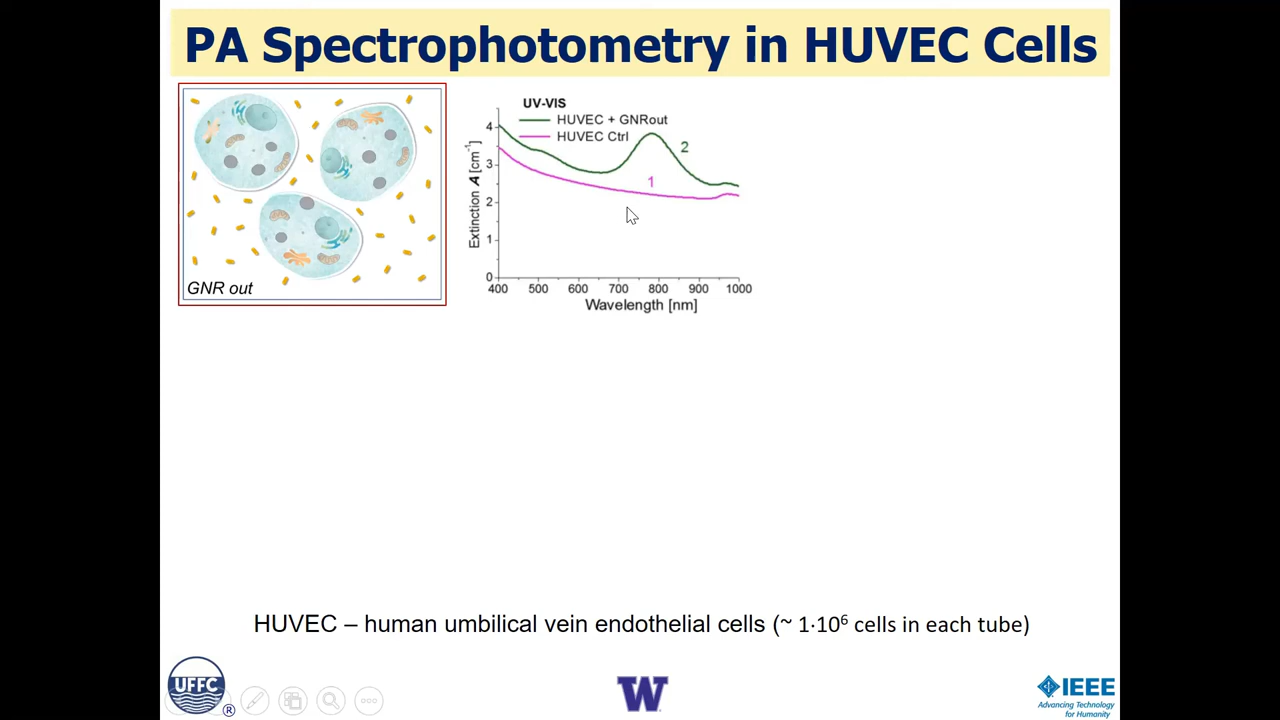 PA Spectrophotometry in HUVEC Cells
GNR out
UV-VIS
HUVEC + GNRout
HUVEC Ctrl
2
1
Extinction A [cm⁻¹]
4
3
2
1
0
400 500 600 700 800 900 1000
Wavelength [nm]
HUVEC – human umbilical vein endothelial cells (~ 1·10⁶ cells in each tube)
UFFC
®
W
IEEE
Advancing Technology
for Humanity